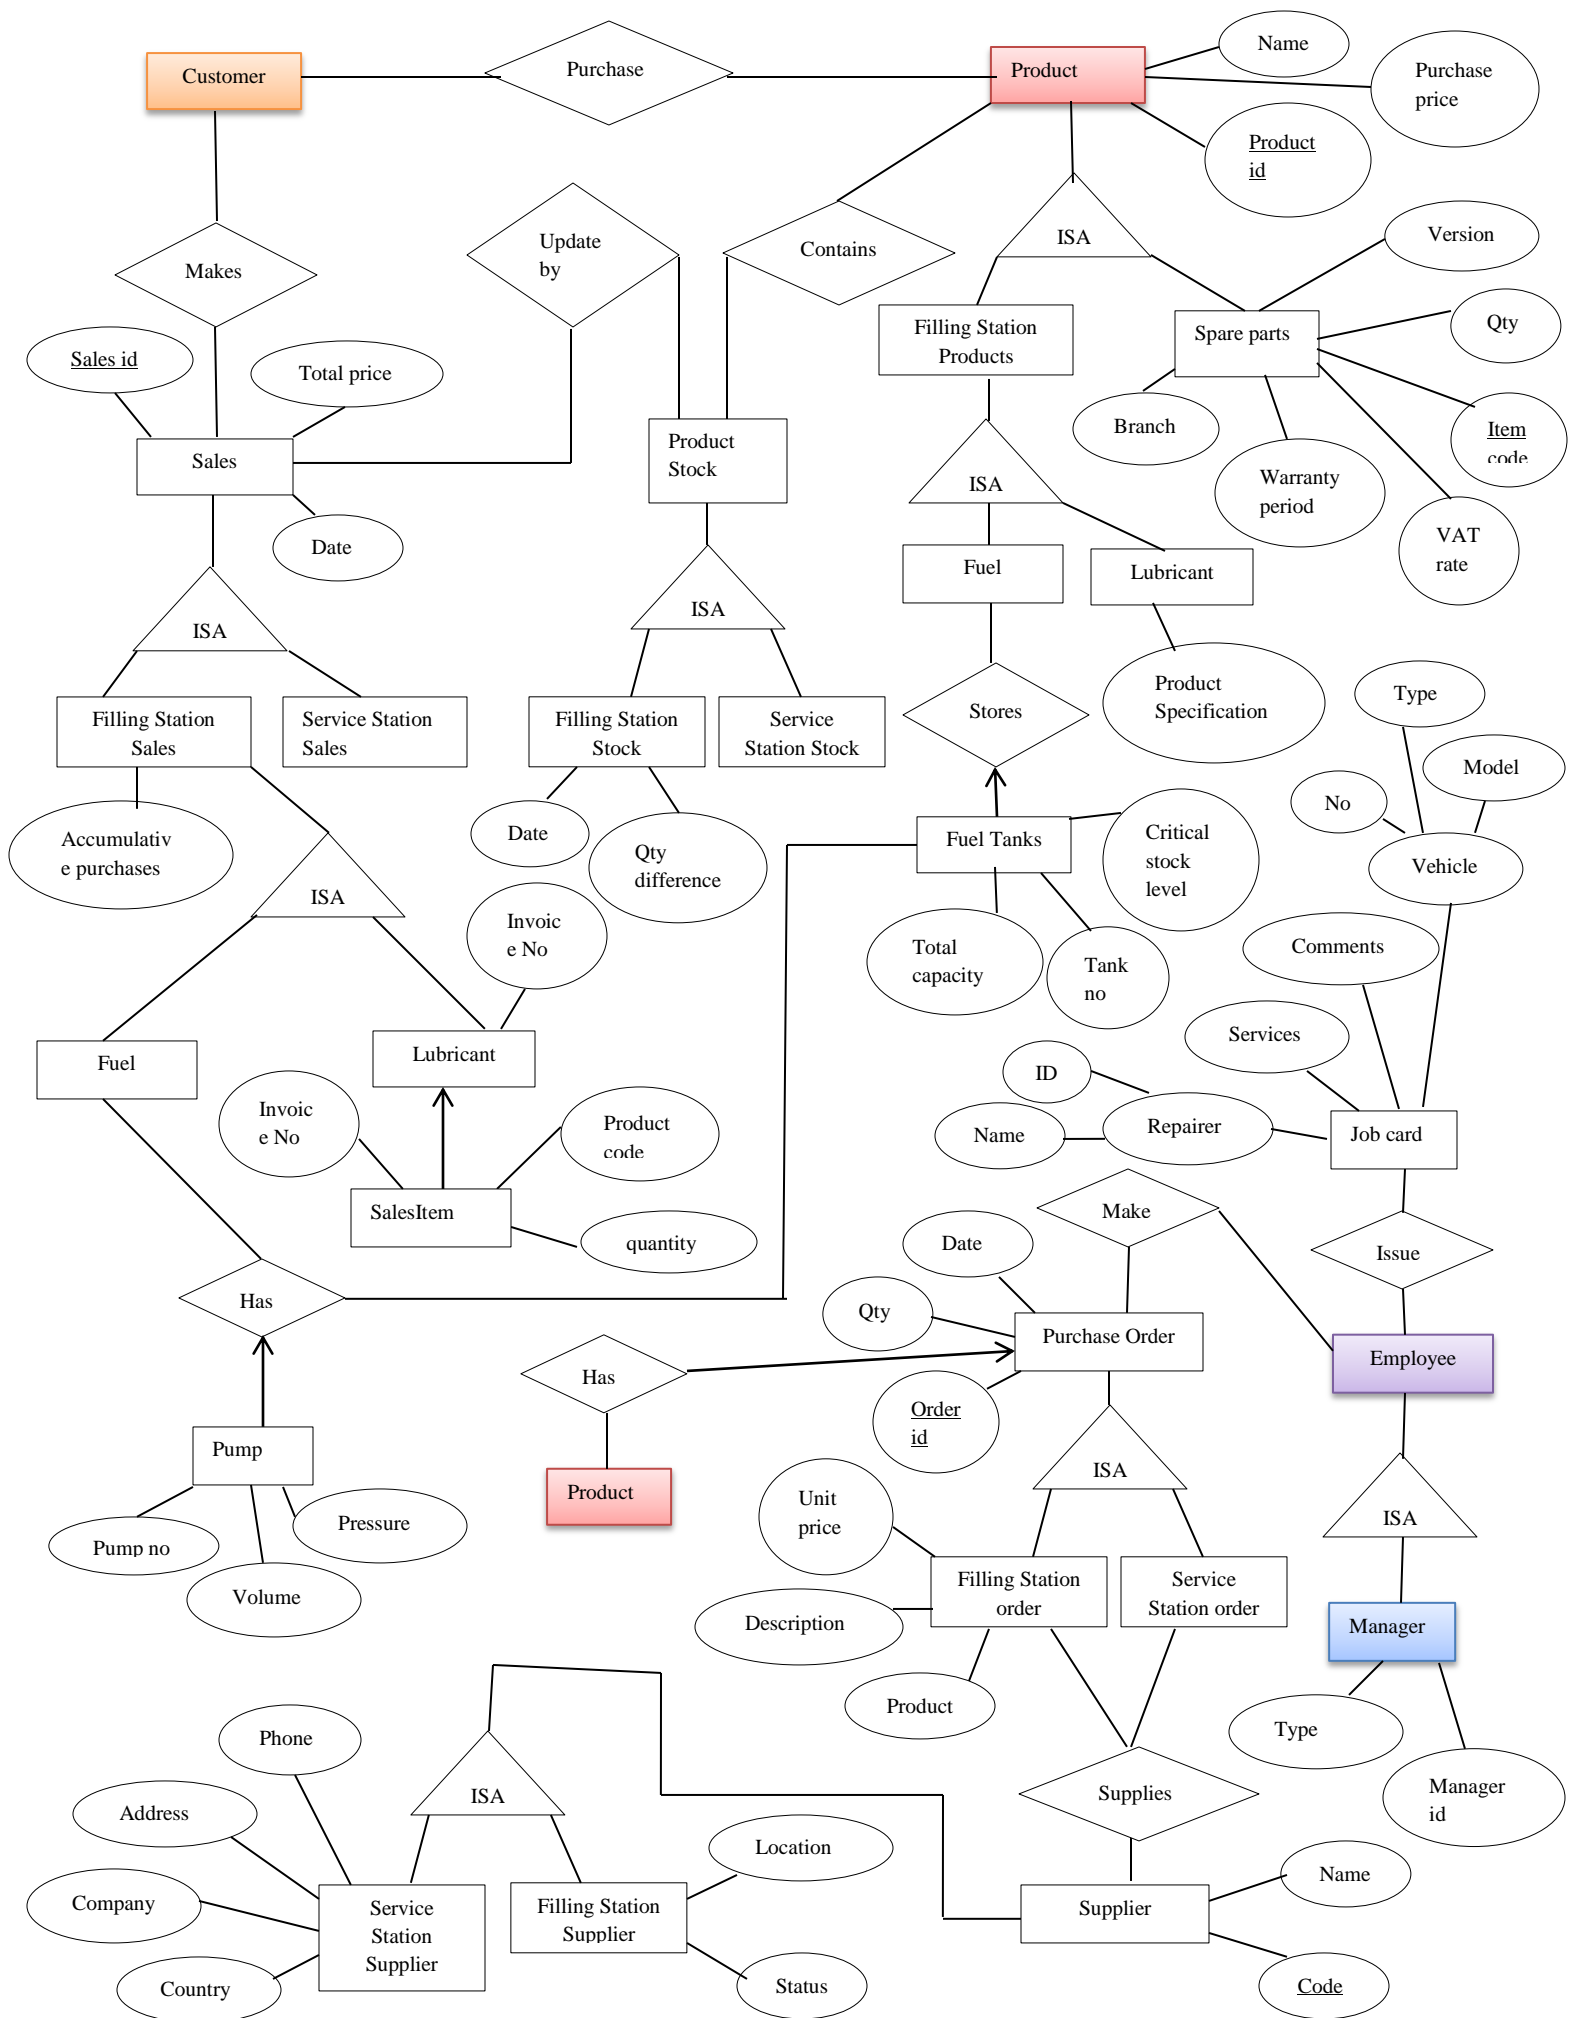 Name
Purchase
Customer
Product
Purchase
price
Product
id
Update
by
Contains
ISA
Version
Makes
Filling Station
Products
Spare parts
Qty
Sales id
Total price
Branch
Item
code
Product
Stock
Sales
ISA
Warranty
period
VAT
rate
Date
Fuel
Lubricant
ISA
ISA
Product
Specification
Type
Stores
Filling Station
Sales
Service Station
Sales
Filling Station
Stock
Service
Station Stock
Model
No
Accumulativ
e purchases
Date
Qty
difference
Fuel Tanks
Critical
stock
level
Vehicle
ISA
Invoic
e No
Total
capacity
Tank
no
Comments
Services
Fuel
Lubricant
ID
Invoic
e No
Product
code
Name
Repairer
Job card
SalesItem
Make
quantity
Date
Issue
Has
Qty
Purchase Order
Employee
Has
Order
id
Pump
Product
ISA
Unit
price
ISA
Pressure
Pump no
Volume
Filling Station
order
Service
Station order
Description
Manager
Product
Type
Phone
ISA
Supplies
Manager
id
Address
Location
Name
Company
Service
Station
Supplier
Filling Station
Supplier
Supplier
Country
Status
Code